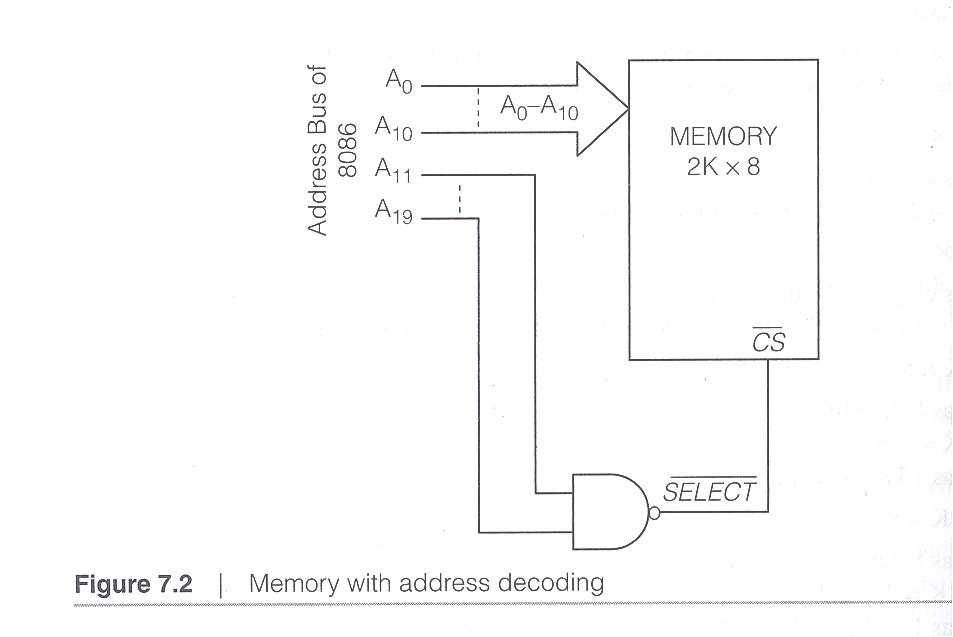 Address Bus of
8086
A0
A10
A11
A19
A0–A10
MEMORY
2K × 8
CS
SELECT
Figure 7.2 | Memory with address decoding